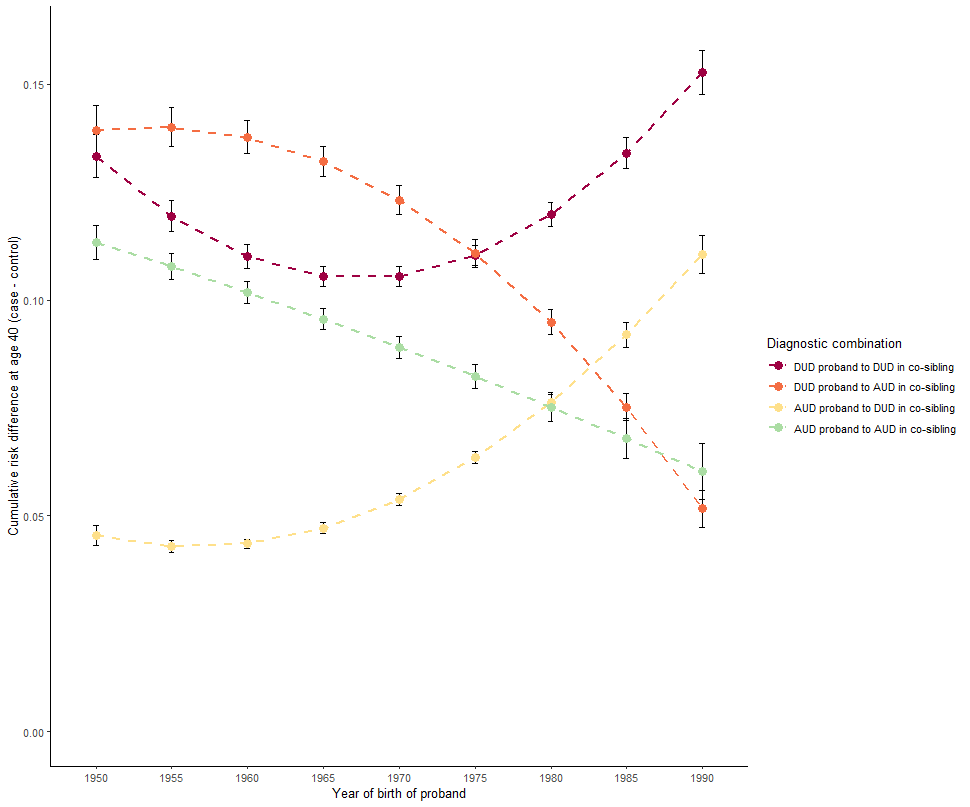 Cumulative risk difference at age 40 (case - control)
0.15
0.10
0.05
0.00
1950 1955 1960 1965 1970 1975 1980 1985 1990
Year of birth of proband
Diagnostic combination
DUD proband to DUD in co-sibling
DUD proband to AUD in co-sibling
AUD proband to DUD in co-sibling
AUD proband to AUD in co-sibling